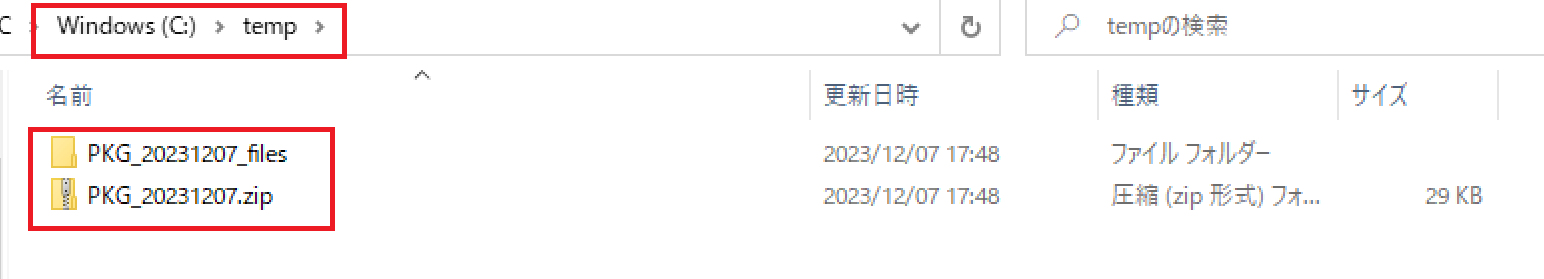 C > Windows (C:) > temp >
tempの検索
名前 更新日時 種類 サイズ
PKG_20231207_files 2023/12/07 17:48 ファイル フォルダー
PKG_20231207.zip 2023/12/07 17:48 圧縮 (zip 形式) フォ... 29 KB